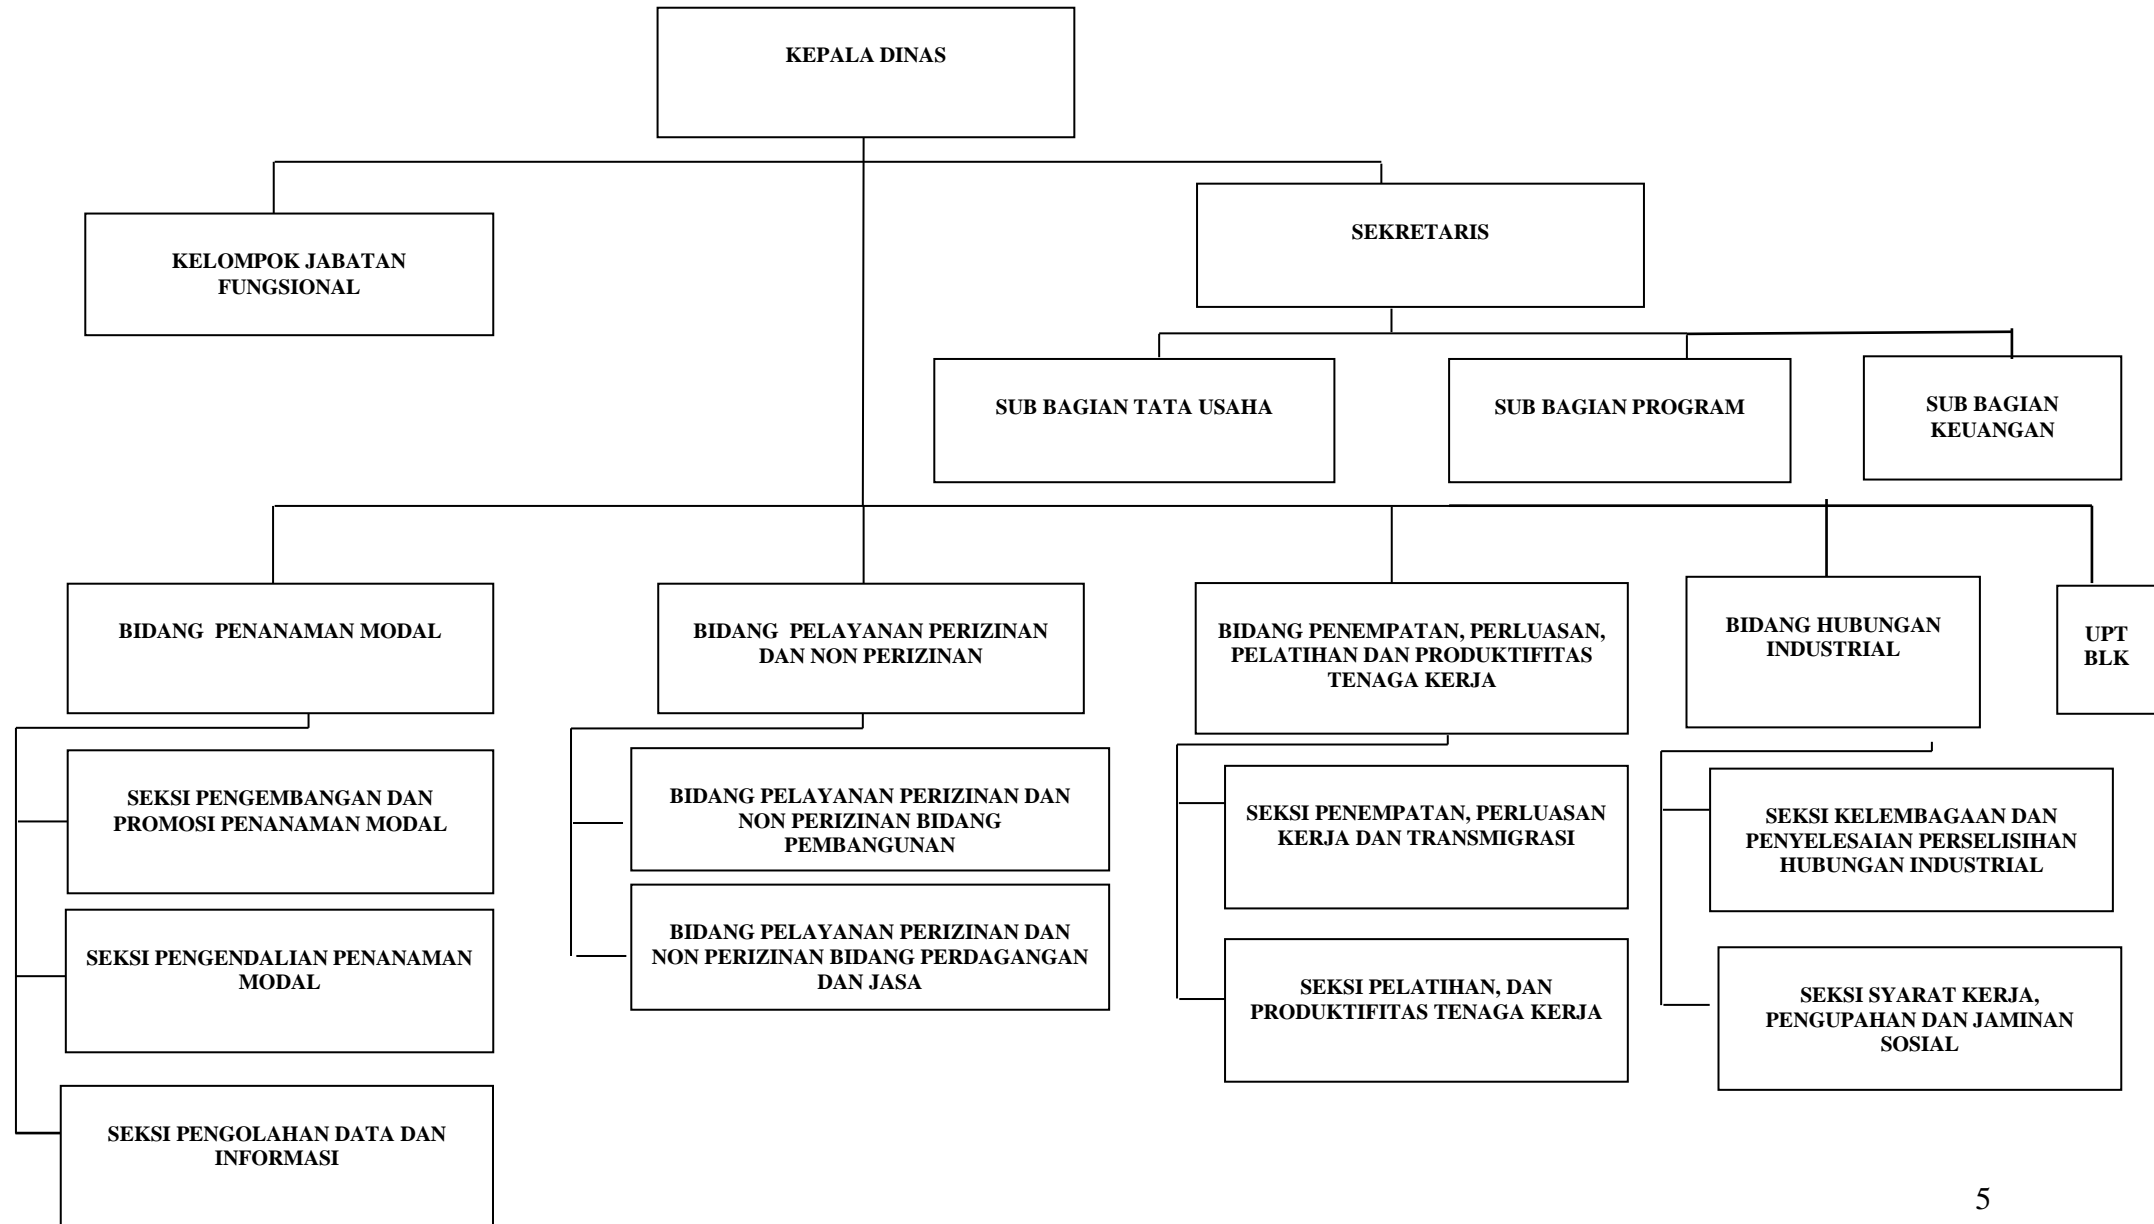 KEPALA DINAS
KELOMPOK JABATAN
FUNGSIONAL
SEKRETARIS
SUB BAGIAN TATA USAHA
SUB BAGIAN PROGRAM
SUB BAGIAN
KEUANGAN
BIDANG  PENANAMAN MODAL
BIDANG  PELAYANAN PERIZINAN
DAN NON PERIZINAN
BIDANG PENEMPATAN, PERLUASAN,
PELATIHAN DAN PRODUKTIFITAS
TENAGA KERJA
BIDANG HUBUNGAN
INDUSTRIAL
UPT
BLK
SEKSI PENGEMBANGAN DAN
PROMOSI PENANAMAN MODAL
SEKSI PENGENDALIAN PENANAMAN
MODAL
SEKSI PENGOLAHAN DATA DAN
INFORMASI
BIDANG PELAYANAN PERIZINAN DAN
NON PERIZINAN BIDANG
PEMBANGUNAN
BIDANG PELAYANAN PERIZINAN DAN
NON PERIZINAN BIDANG PERDAGANGAN
DAN JASA
SEKSI PENEMPATAN, PERLUASAN
KERJA DAN TRANSMIGRASI
SEKSI PELATIHAN, DAN
PRODUKTIFITAS TENAGA KERJA
SEKSI KELEMBAGAAN DAN
PENYELESAIAN PERSELISIHAN
HUBUNGAN INDUSTRIAL
SEKSI SYARAT KERJA,
PENGUPAHAN DAN JAMINAN
SOSIAL
5